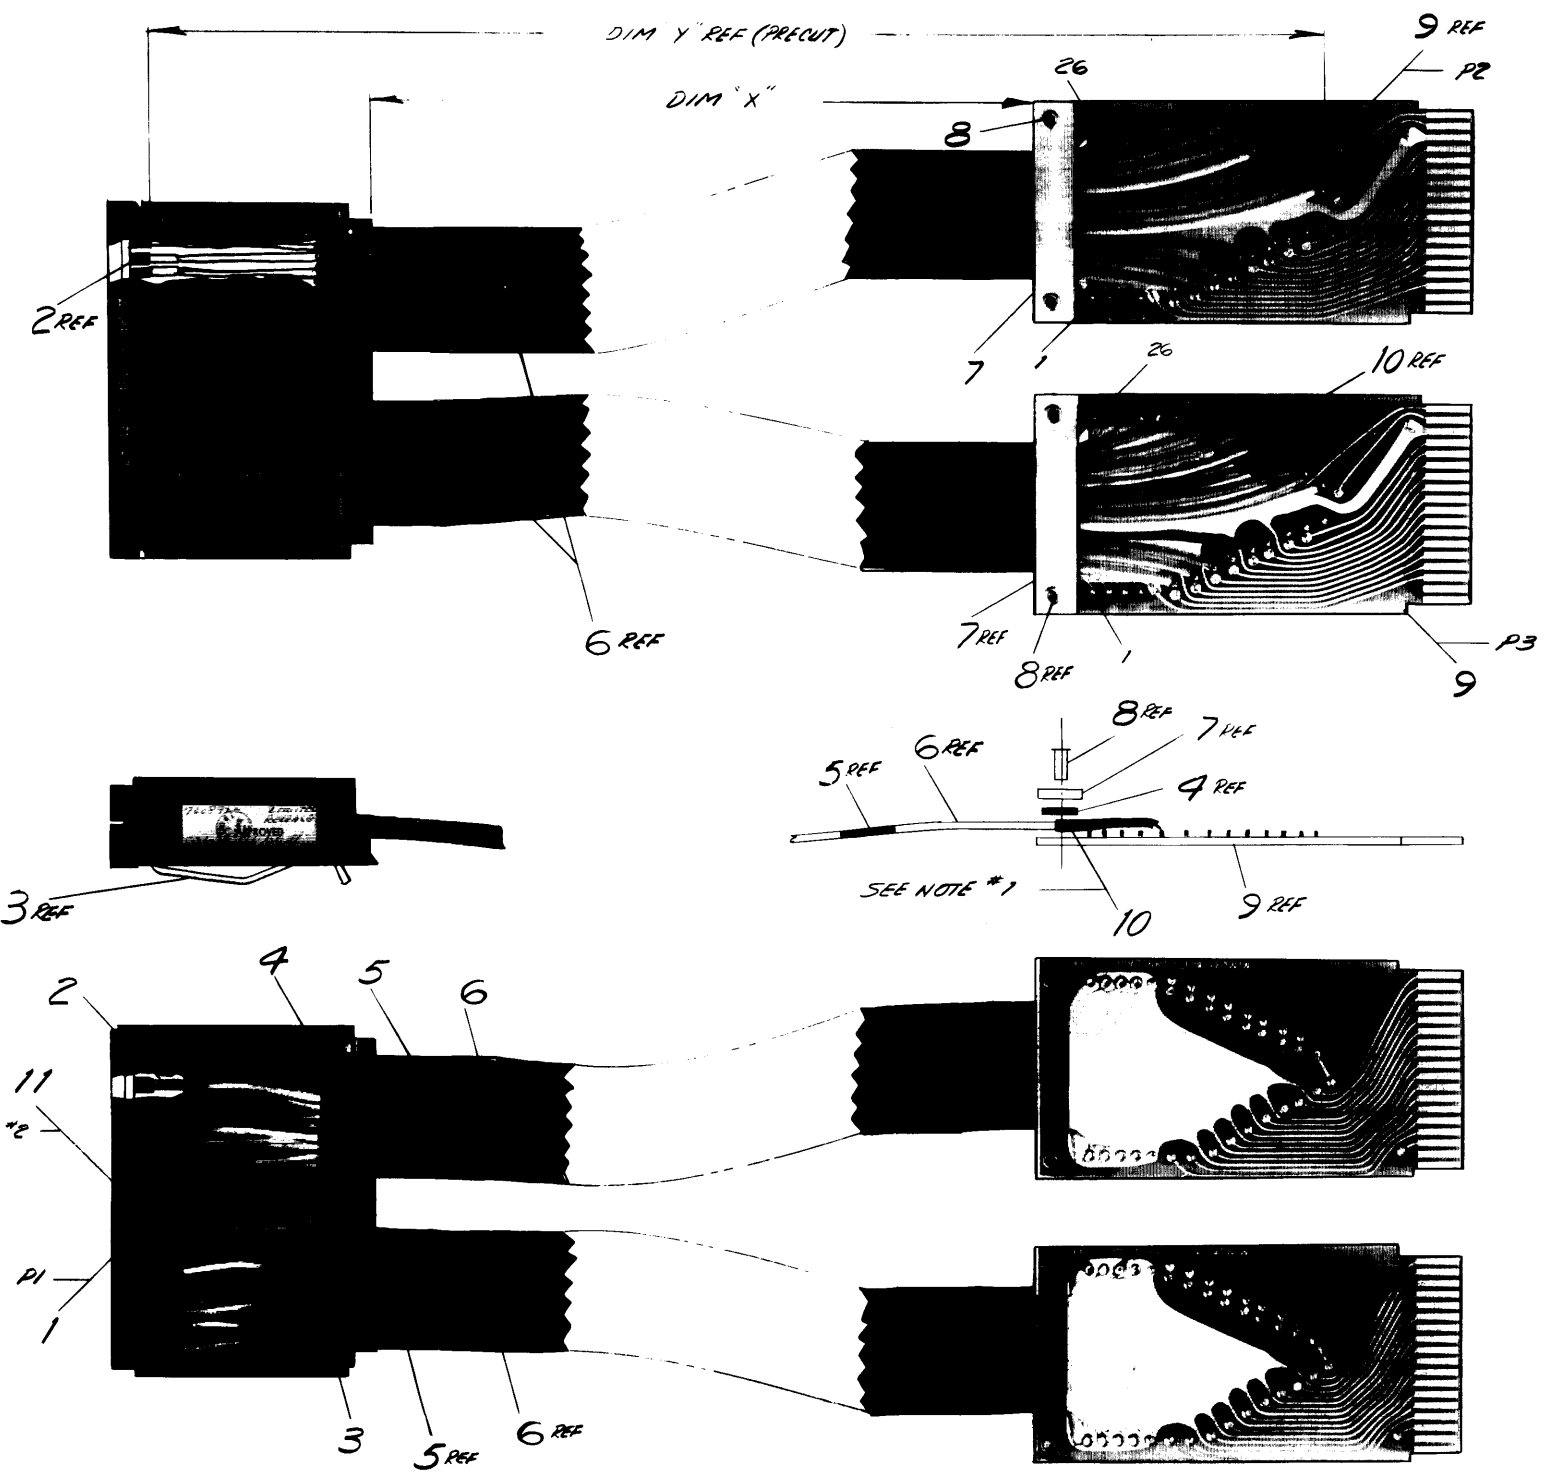 DIM "Y" REF (PRECUT)
9 REF
P2
26
DIM "X"
8
2 REF
7
1
26
10 REF
6 REF
7 REF
8 REF
1
P3
9
8 REF
7 REF
6 REF
5 REF
4 REF
SEE NOTE #1
10
9 REF
3 REF
4
5
2
6
11
#2
P1
1
3
5 REF
6 REF